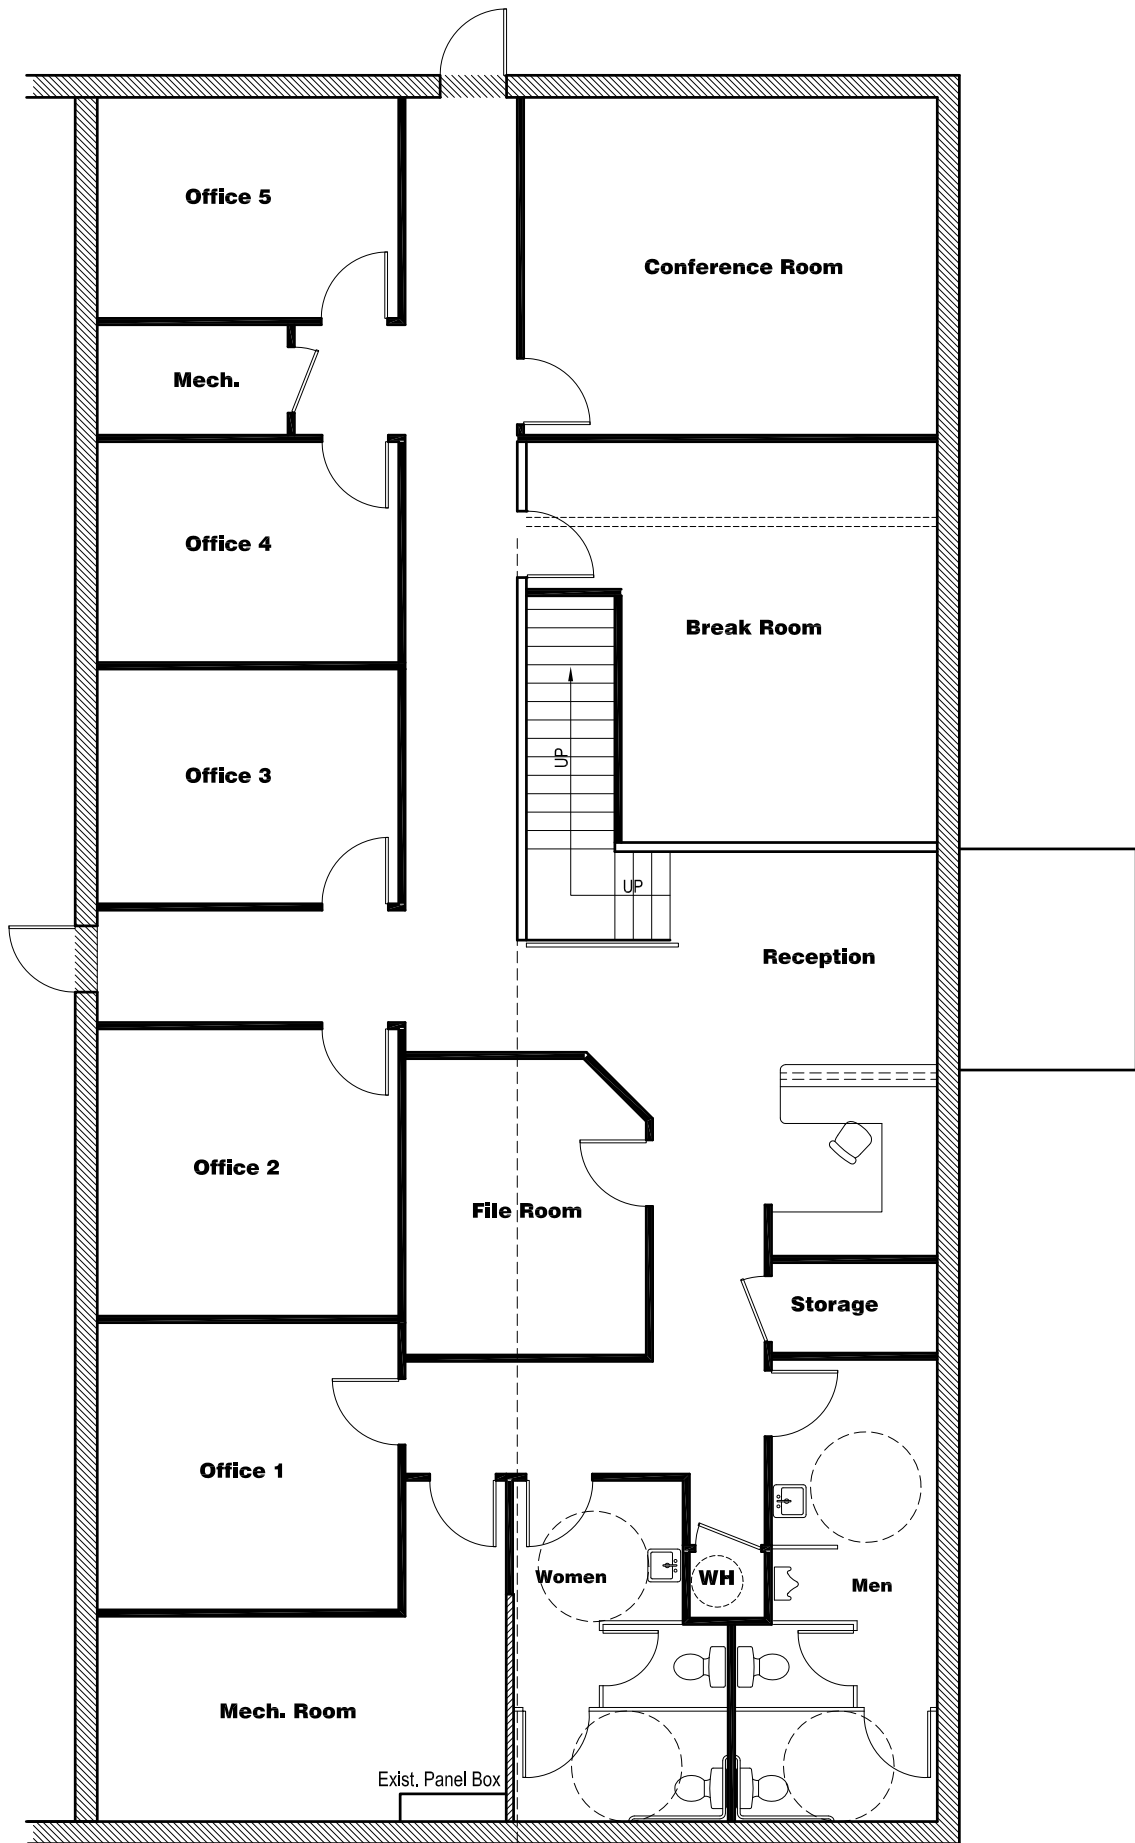 Office 5
Conference Room
Mech.
Office 4
Break Room
UP
Office 3
UP
Reception
Office 2
File Room
Storage
Office 1
Women
WH
Men
Mech. Room
Exist. Panel Box